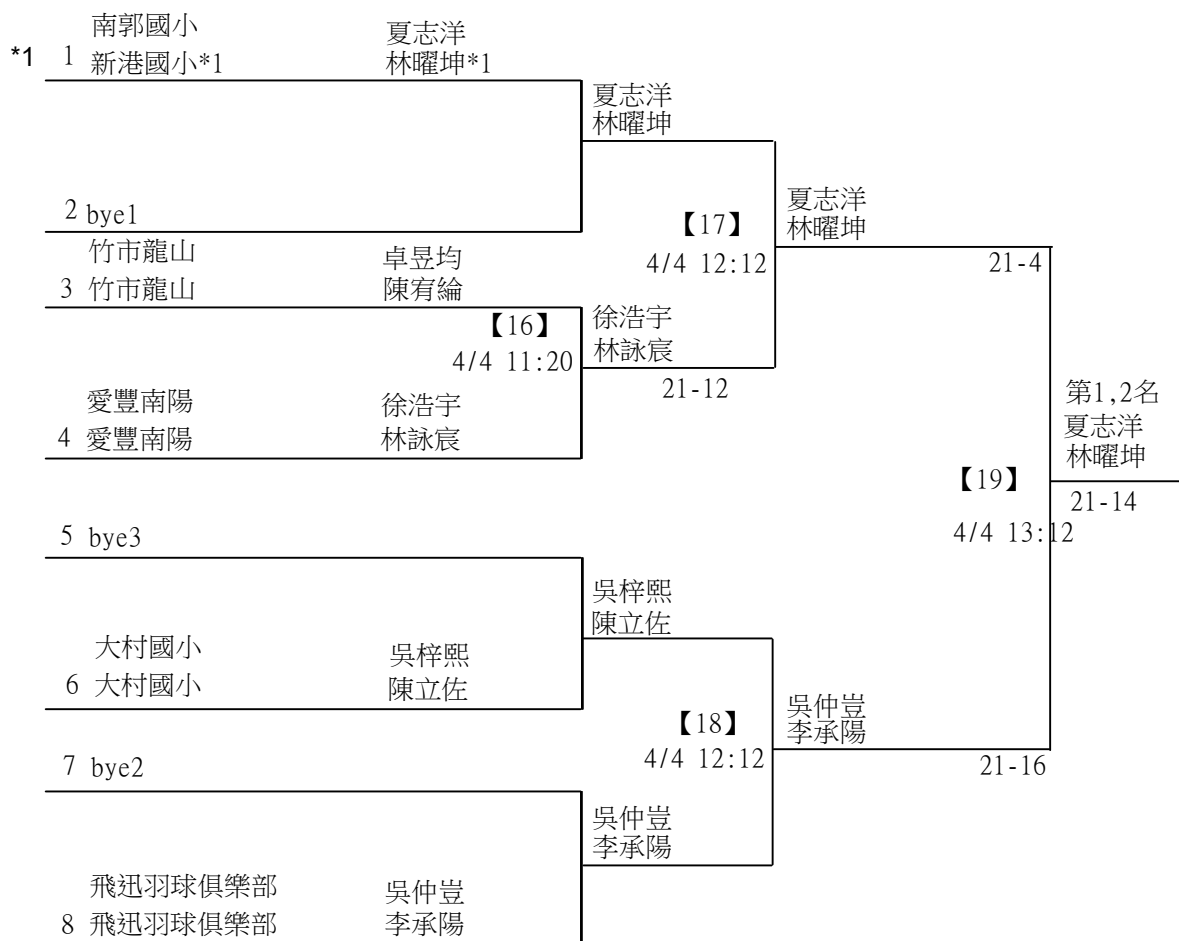 南郭國小 夏志洋
*1 1 新港國小*1 林曜坤*1
夏志洋
林曜坤
2 bye1
夏志洋
林曜坤
【17】
4/4 12:12
21-4
竹市龍山 卓昱均
3 竹市龍山 陳宥綸
【16】
4/4 11:20
徐浩宇
林詠宸
21-12
愛豐南陽 徐浩宇
4 愛豐南陽 林詠宸
第1,2名
夏志洋
林曜坤
【19】
21-14
4/4 13:12
5 bye3
吳梓熙
陳立佐
大村國小 吳梓熙
6 大村國小 陳立佐
【18】
4/4 12:12
吳仲豈
李承陽
21-16
7 bye2
吳仲豈
李承陽
飛迅羽球俱樂部 吳仲豈
8 飛迅羽球俱樂部 李承陽